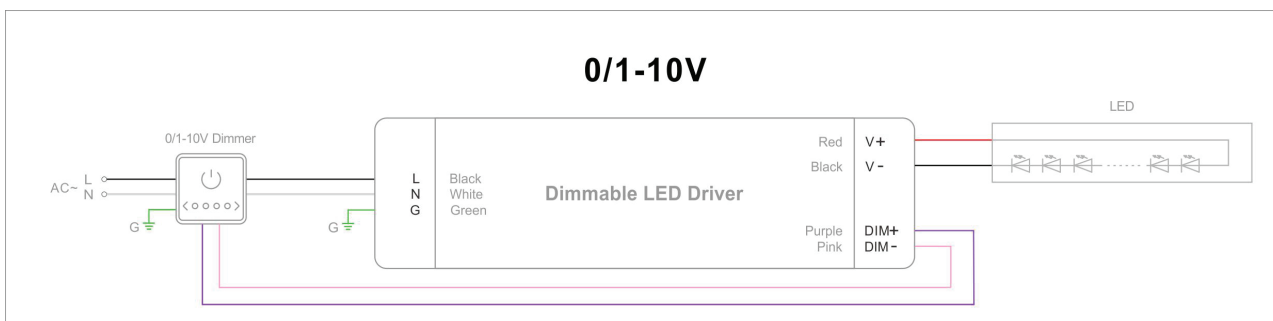 0/1-10V
LED
0/1-10V Dimmer
AC~ L
N
G
G
L Black
N White
G Green
Dimmable LED Driver
Red V+
Black V-
Purple DIM+
Pink DIM-